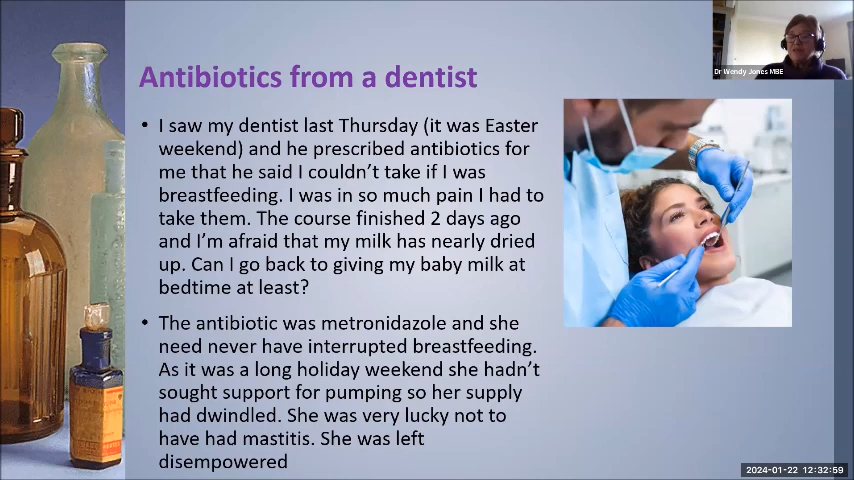 Dr Wendy Jones MBE
Antibiotics from a dentist
• I saw my dentist last Thursday (it was Easter
weekend) and he prescribed antibiotics for
me that he said I couldn't take if I was
breastfeeding. I was in so much pain I had to
take them. The course finished 2 days ago
and I'm afraid that my milk has nearly dried
up. Can I go back to giving my baby milk at
bedtime at least?
• The antibiotic was metronidazole and she
need never have interrupted breastfeeding.
As it was a long holiday weekend she hadn't
sought support for pumping so her supply
had dwindled. She was very lucky not to
have had mastitis. She was left
disempowered
2024-01-22 12:32:59